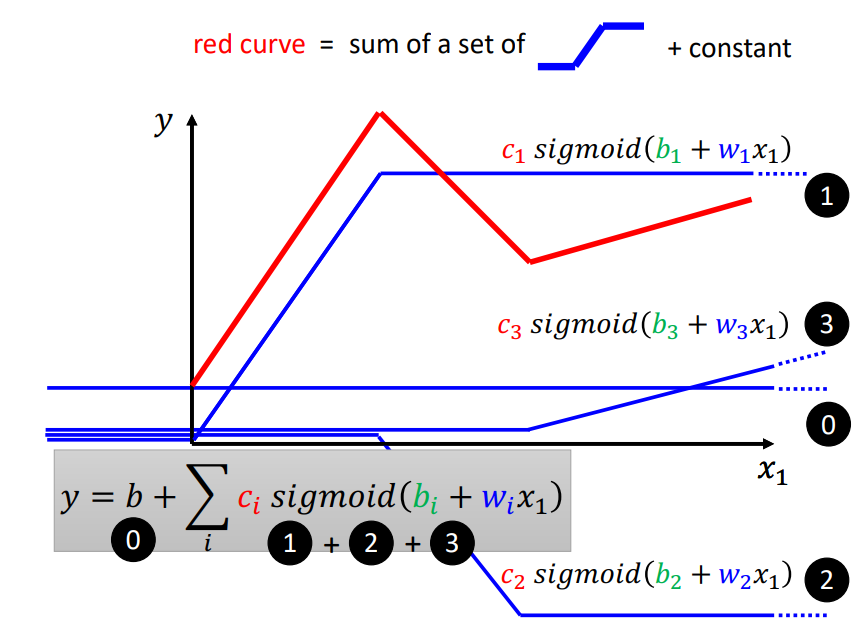 red curve = sum of a set of + constant
y
c₁ sigmoid(b₁ + w₁x₁)
1
c₃ sigmoid(b₃ + w₃x₁)
3
0
x₁
y = b + ∑ᵢ cᵢ sigmoid(bᵢ + wᵢx₁)
0 1 + 2 + 3
c₂ sigmoid(b₂ + w₂x₁)
2